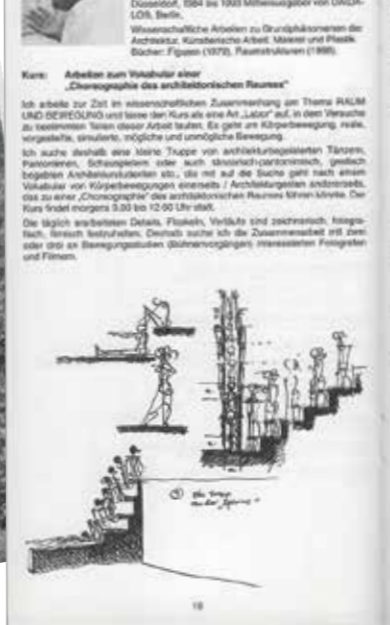 Düsseldorf, 1984 bis 1993 Mitherausgeber von DAIDA-
LOS, Berlin.
Wissenschaftliche Arbeiten zu Grundphänomenen der
Architektur. Künstlerische Arbeit: Malerei und Plastik.
Bücher: Figuren (1979), Raumstrukturen
Kurs: Arbeiten zum Vokabular einer
„Choreographie des architektonischen Raumes“
Ich arbeite zur Zeit im wissenschaftlichen Zusammenhang am Thema RAUM
UND BEWEGUNG und lasse den Kurs als eine Art „Labor“ auf, in dem Versuche
zu bestimmten Teilen dieser Arbeit laufen. Es geht um Körperbewegung, reale,
vorgestellte, simulierte, mögliche und unmögliche Bewegung.
Ich suche deshalb eine kleine Truppe von architekturbegeisterten Tänzern,
Pantomimen, Schauspielern oder auch tänzerisch-pantomimisch, gestisch
begabten Architekturstudenten etc., die mit auf die Suche geht nach einem
Vokabular von Körperbewegungen einerseits / Architekturgesten andererseits,
das zu einer „Choreographie“ des architektonischen Raumes führen könnte. Der
Kurs findet morgens 9.00 bis 12.00 Uhr statt.
Die täglich erarbeiteten Details, Floskeln, Verläufe sind zeichnerisch, fotogra-
fisch, filmisch festzuhalten. Deshalb suche ich die Zusammenarbeit mit zwei
oder drei an Bewegungsstudien (Bühnenvorgängen) interessierten Fotografen
und Filmern.